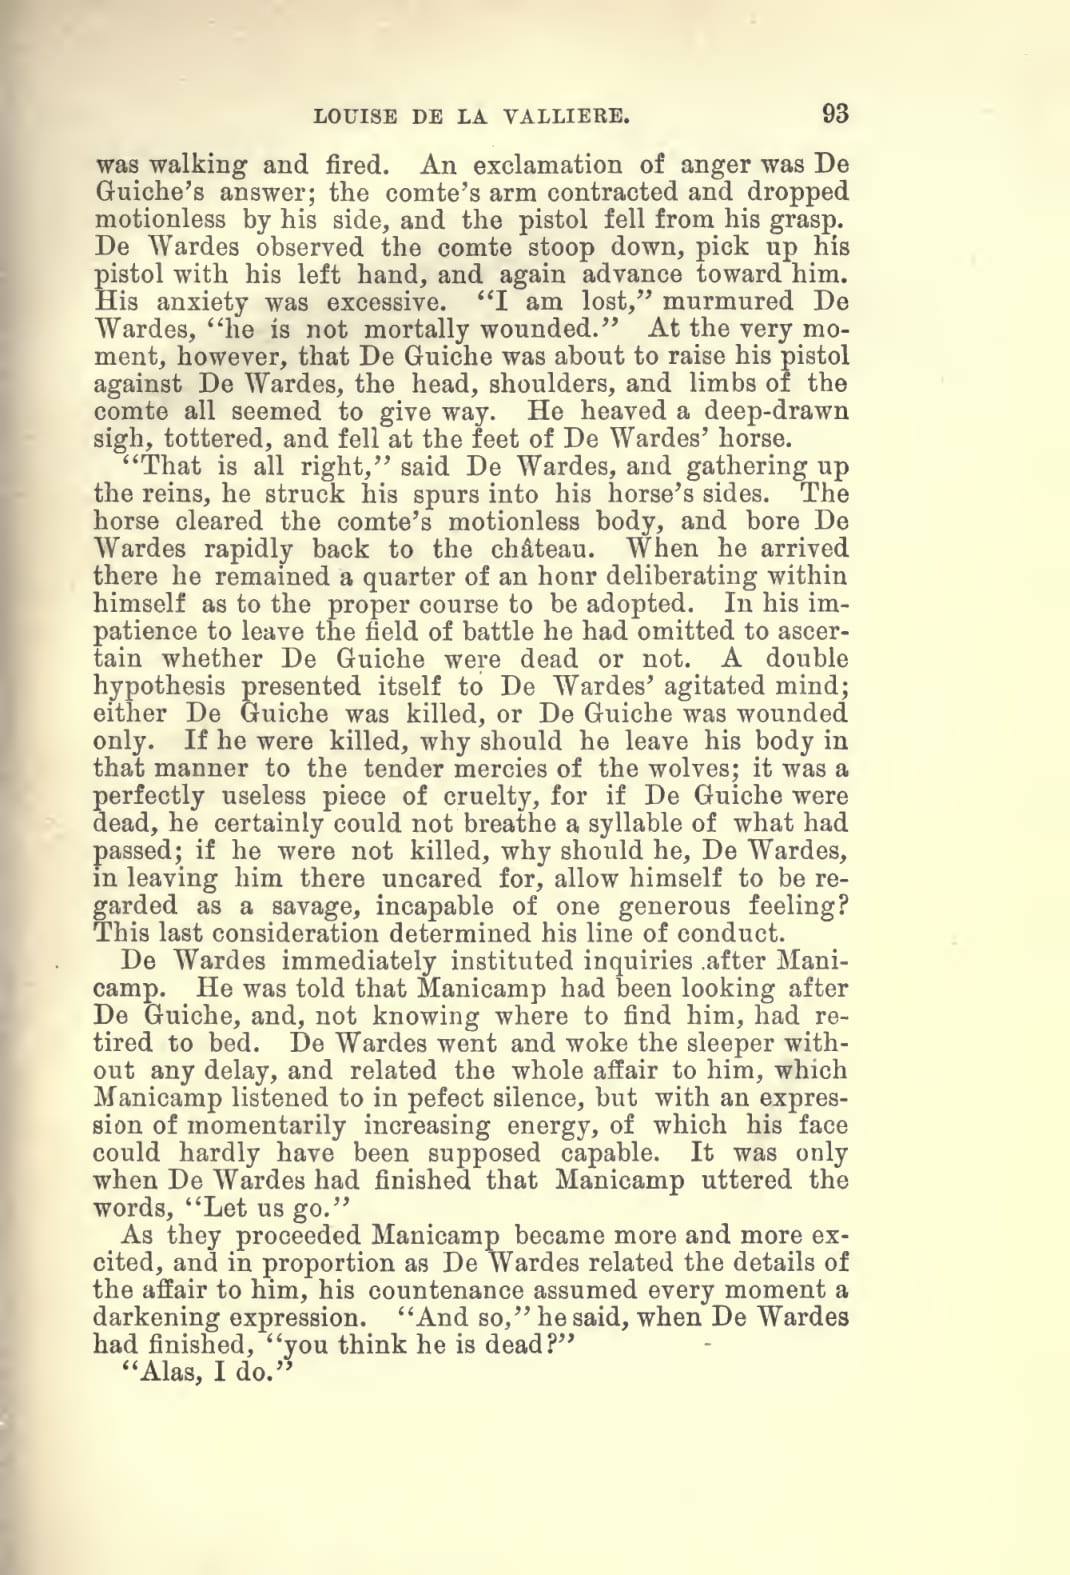 LOUISE DE LA VALLIERE. 93
was walking and fired. An exclamation of anger was De
Guiche's answer; the comte's arm contracted and dropped
motionless by his side, and the pistol fell from his grasp.
De Wardes observed the comte stoop down, pick up his
pistol with his left hand, and again advance toward him.
His anxiety was excessive. "I am lost," murmured De
Wardes, "he is not mortally wounded." At the very mo-
ment, however, that De Guiche was about to raise his pistol
against De Wardes, the head, shoulders, and limbs of the
comte all seemed to give way. He heaved a deep-drawn
sigh, tottered, and fell at the feet of De Wardes' horse.
"That is all right," said De Wardes, and gathering up
the reins, he struck his spurs into his horse's sides. The
horse cleared the comte's motionless body, and bore De
Wardes rapidly back to the château. When he arrived
there he remained a quarter of an honr deliberating within
himself as to the proper course to be adopted. In his im-
patience to leave the field of battle he had omitted to ascer-
tain whether De Guiche were dead or not. A double
hypothesis presented itself to De Wardes' agitated mind;
either De Guiche was killed, or De Guiche was wounded
only. If he were killed, why should he leave his body in
that manner to the tender mercies of the wolves; it was a
perfectly useless piece of cruelty, for if De Guiche were
dead, he certainly could not breathe a syllable of what had
passed; if he were not killed, why should he, De Wardes,
in leaving him there uncared for, allow himself to be re-
garded as a savage, incapable of one generous feeling?
This last consideration determined his line of conduct.
De Wardes immediately instituted inquiries .after Mani-
camp. He was told that Manicamp had been looking after
De Guiche, and, not knowing where to find him, had re-
tired to bed. De Wardes went and woke the sleeper with-
out any delay, and related the whole affair to him, which
Manicamp listened to in pefect silence, but with an expres-
sion of momentarily increasing energy, of which his face
could hardly have been supposed capable. It was only
when De Wardes had finished that Manicamp uttered the
words, "Let us go."
As they proceeded Manicamp became more and more ex-
cited, and in proportion as De Wardes related the details of
the affair to him, his countenance assumed every moment a
darkening expression. "And so," he said, when De Wardes
had finished, "you think he is dead?"
"Alas, I do."